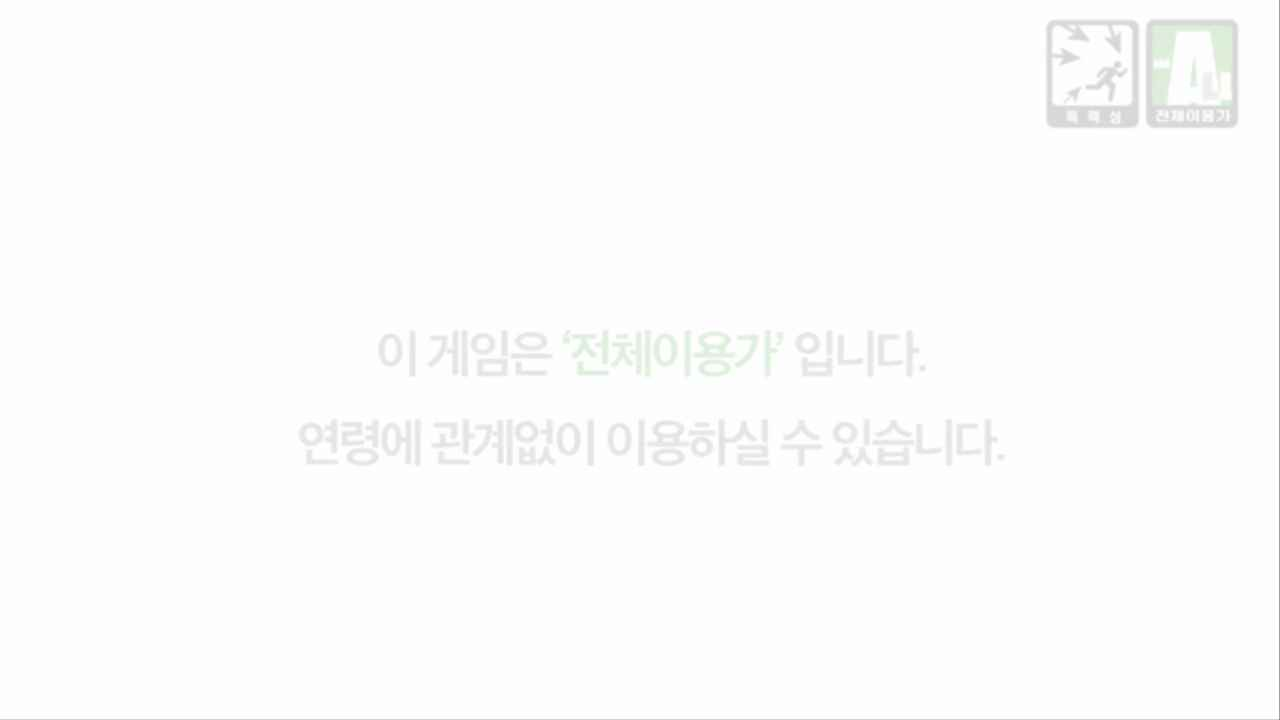 폭력성
전체이용가
이 게임은 ‘전체이용가’ 입니다.
연령에 관계없이 이용하실 수 있습니다.